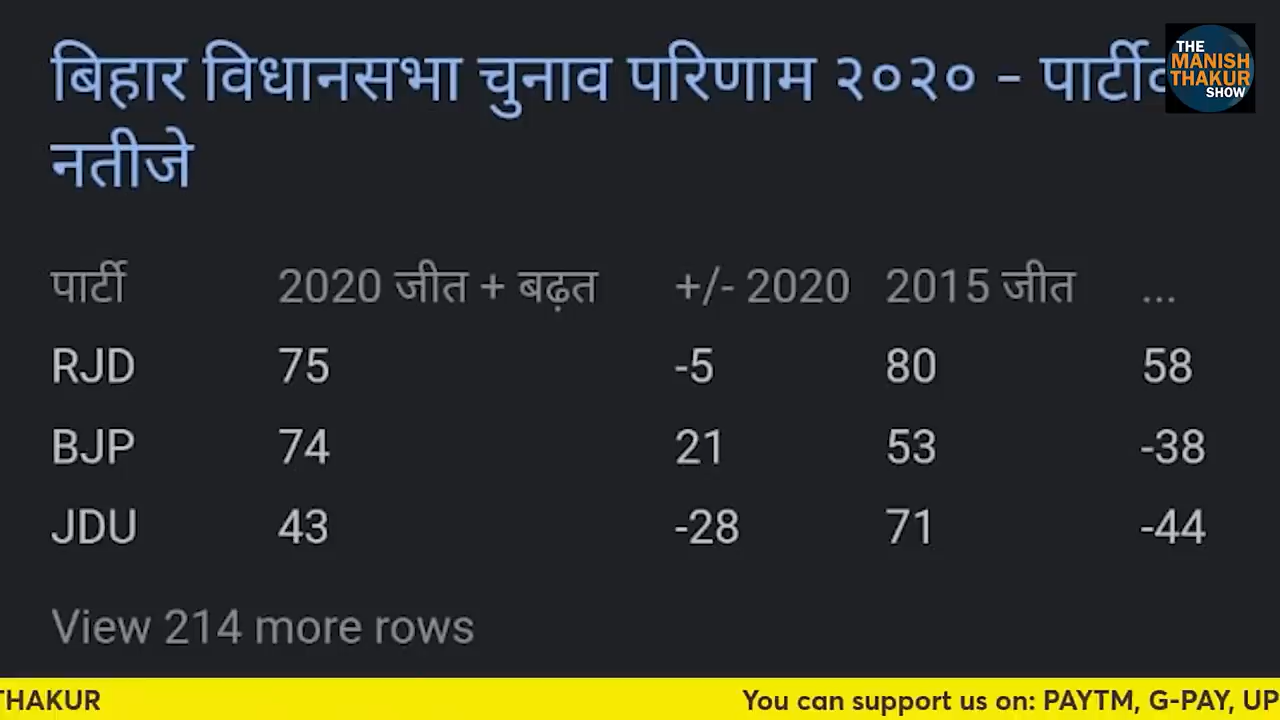 बिहार विधानसभा चुनाव परिणाम २०२० - 
नतीजे
THE
MANISH
THAKUR
SHOW
पार्टी 2020 जीत + बढ़त +/- 2020 2015 जीत ...
RJD 75 -5 80 58
BJP 74 21 53 -38
JDU 43 -28 71 -44
View 214 more rows
THAKUR You can support us on: PAYTM, G-PAY, UP